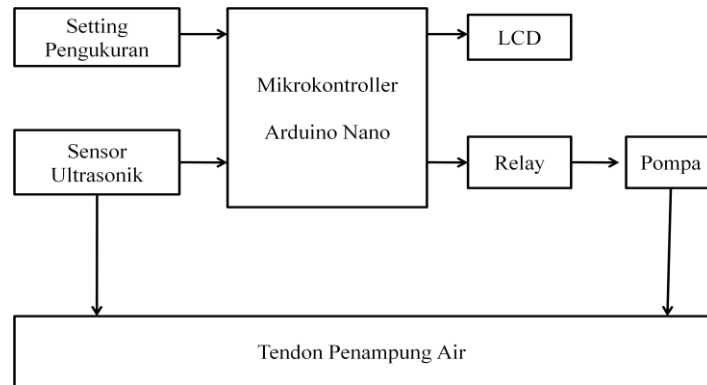 Setting
Pengukuran
Mikrokontroller
Arduino Nano
LCD
Sensor
Ultrasonik
Relay
Pompa
Tendon Penampung Air